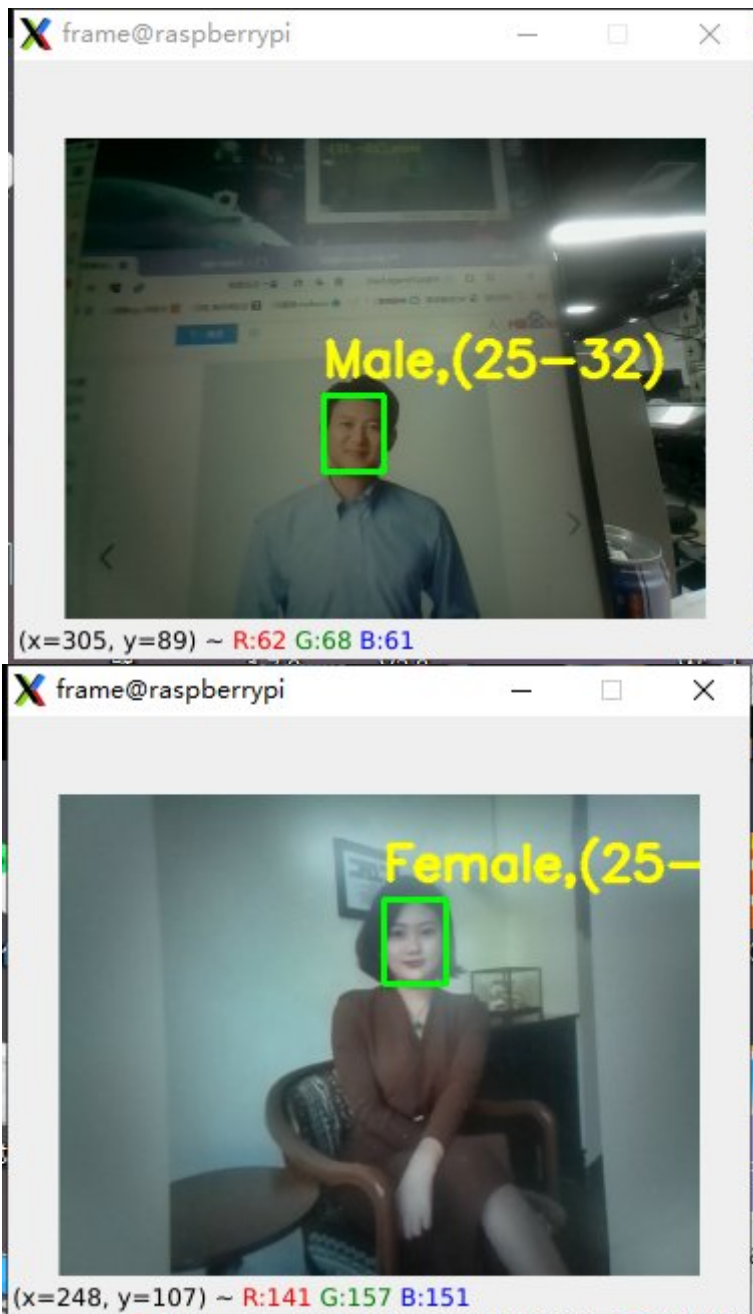 frame@raspberrypi
Male,(25-32)
(x=305, y=89) ~ R:62 G:68 B:61
frame@raspberrypi
Female,(25-
(x=248, y=107) ~ R:141 G:157 B:151